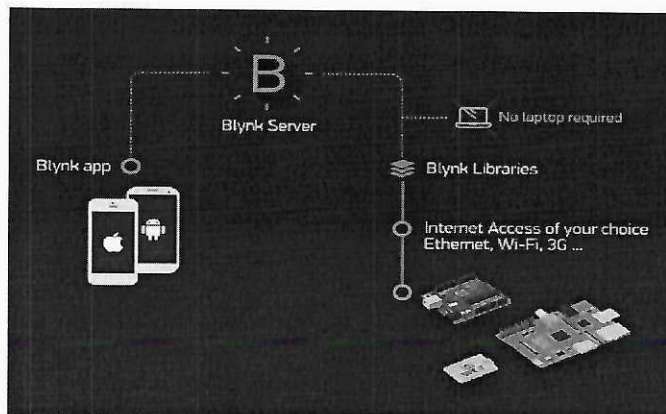 B
Blynk Server
No laptop required
Blynk app
Blynk Libraries
Internet Access of your choice
Ethernet, Wi-Fi, 3G ...